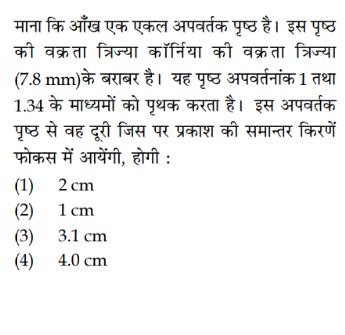 माना कि आँख एक एकल अपवर्तक पृष्ठ है। इस पृष्ठ
की वक्रता त्रिज्या कॉर्निया की वक्रता त्रिज्या
(7.8 mm)के बराबर है। यह पृष्ठ अपवर्तनांक 1 तथा
1.34 के माध्यमों को पृथक करता है। इस अपवर्तक
पृष्ठ से वह दूरी जिस पर प्रकाश की समान्तर किरणें
फोकस में आयेंगी, होगी :
(1) 2 cm
(2) 1 cm
(3) 3.1 cm
(4) 4.0 cm